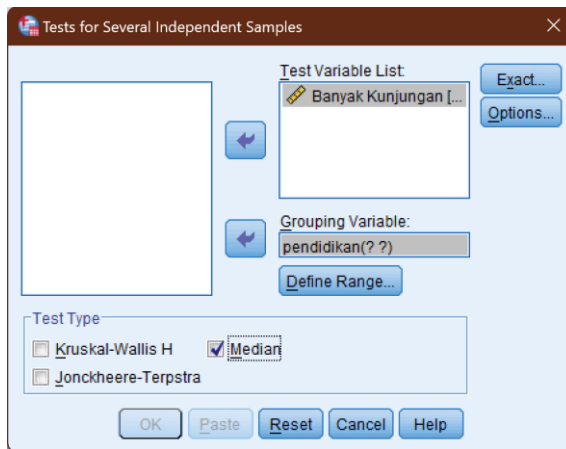 Tests for Several Independent Samples
Test Variable List:
Banyak Kunjungan [...
Exact...
Options...
Grouping Variable:
pendidikan(? ?)
Define Range...
Test Type
Kruskal-Wallis H
Median
Jonckheere-Terpstra
OK
Paste
Reset
Cancel
Help